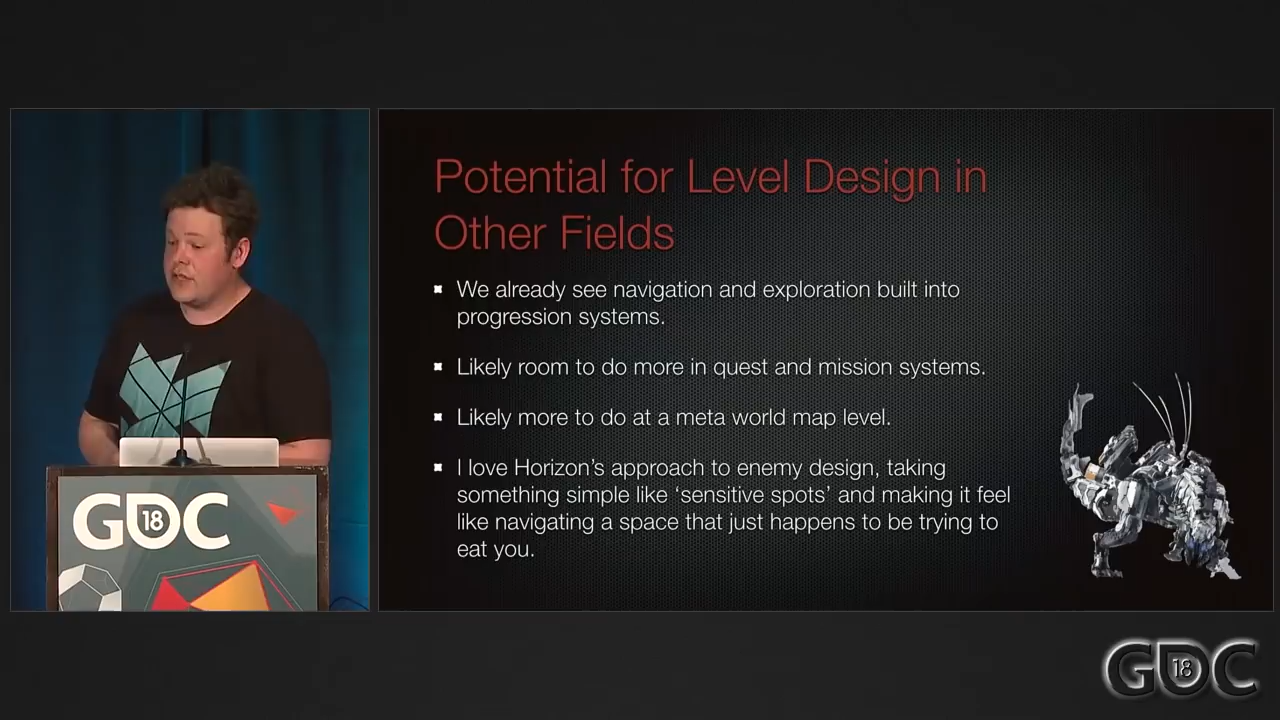 Potential for Level Design in
Other Fields
We already see navigation and exploration built into
progression systems.
Likely room to do more in quest and mission systems.
Likely more to do at a meta world map level.
I love Horizon's approach to enemy design, taking
something simple like 'sensitive spots' and making it feel
like navigating a space that just happens to be trying to
eat you.
GDC 18
GDC 18